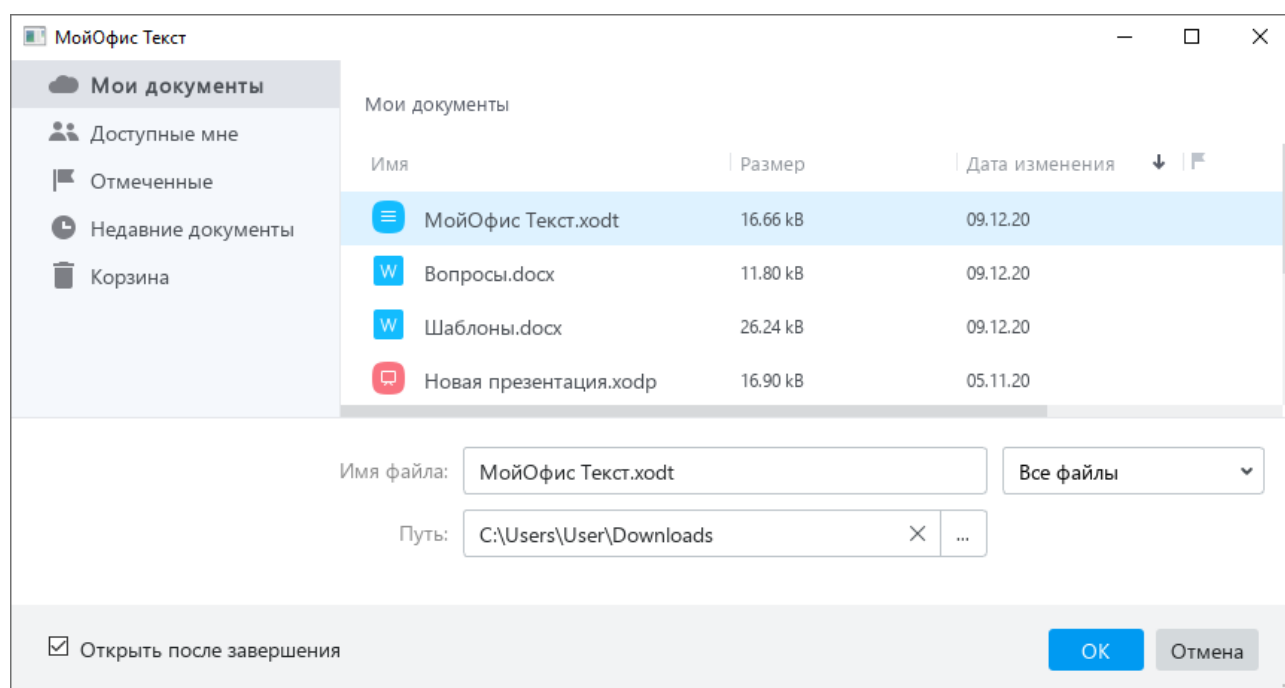 МойОфис Текст
Мои документы
Доступные мне
Отмеченные
Недавние документы
Корзина
Мои документы
Имя Размер Дата изменения
МойОфис Текст.xodt 16.66 kB 09.12.20
W Вопросы.docx 11.80 kB 09.12.20
W Шаблоны.docx 26.24 kB 09.12.20
Новая презентация.xodp 16.90 kB 05.11.20
Имя файла: МойОфис Текст.xodt Все файлы
Путь: C:\Users\User\Downloads ...
Открыть после завершения OK Отмена